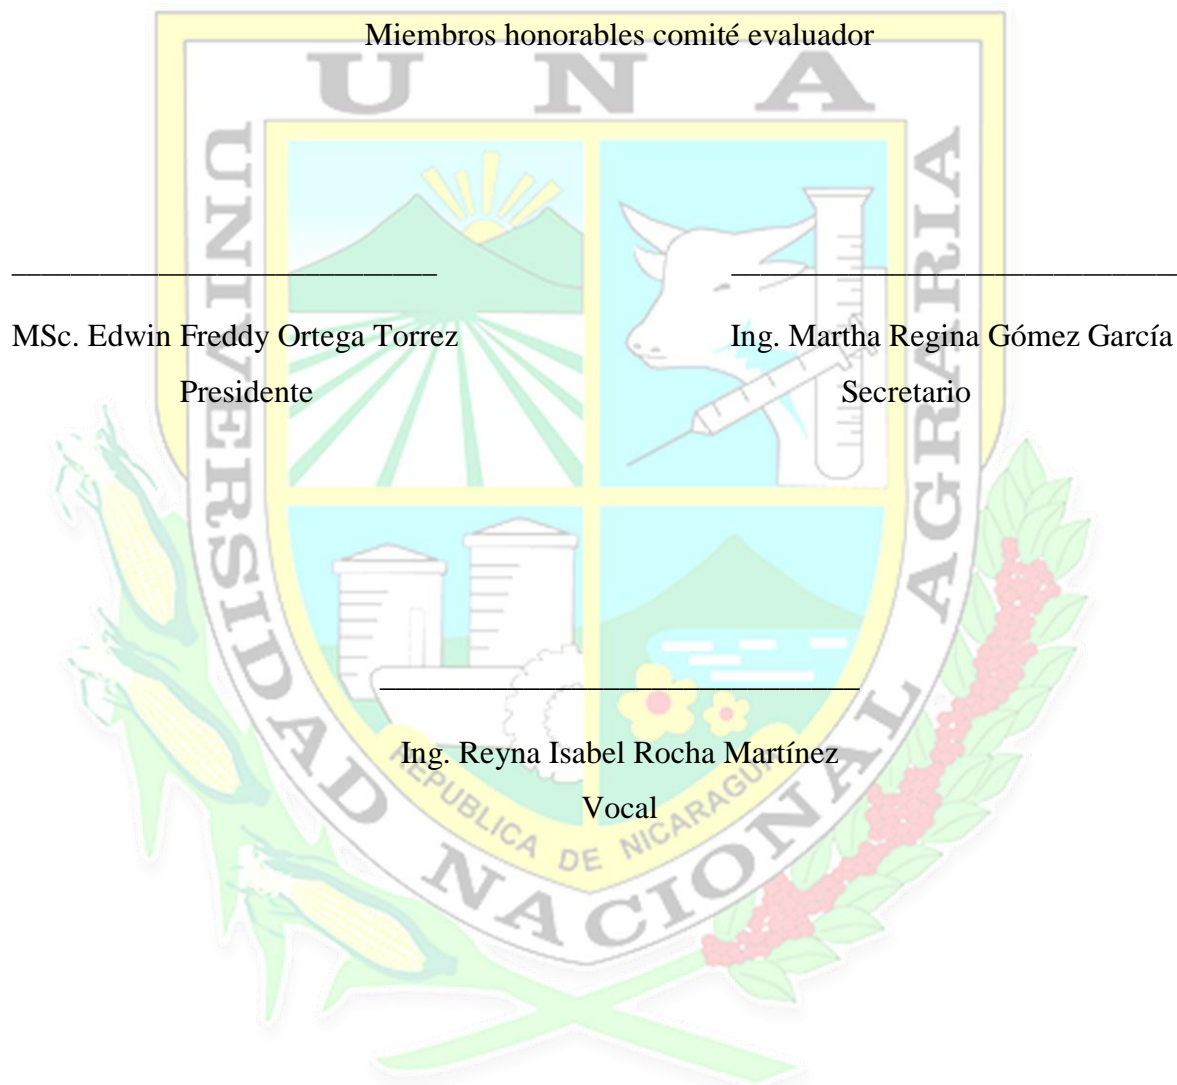 Miembros honorables comité evaluador
U N A
UNIVERSIDAD NACIONAL AGRARIA
MSc. Edwin Freddy Ortega Torrez
Presidente
Ing. Martha Regina Gómez García
Secretario
Ing. Reyna Isabel Rocha Martínez
Vocal
REPUBLICA DE NICARAGUA